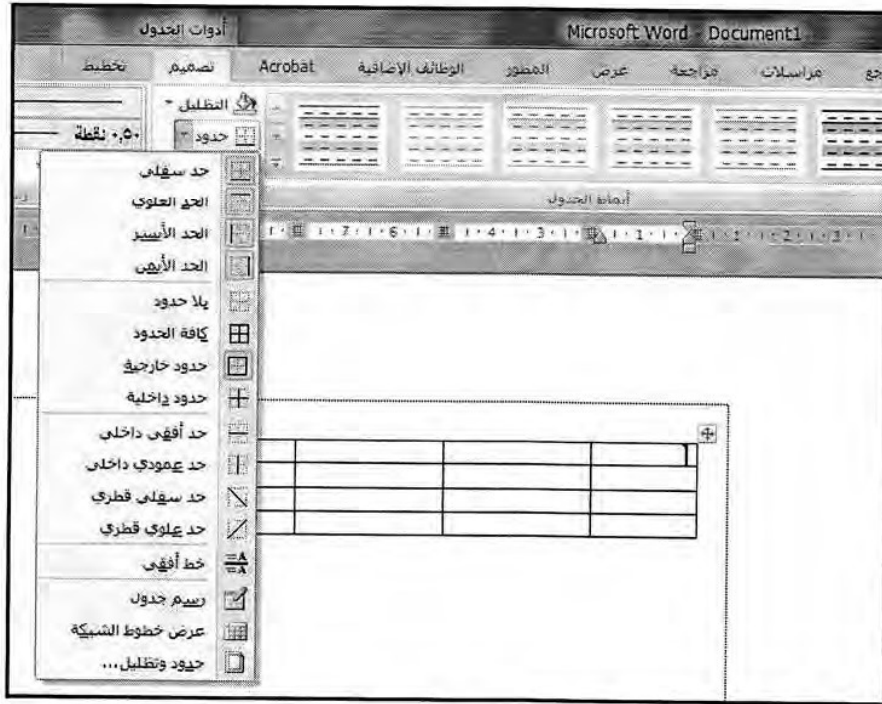 أدوات الجدول
Microsoft Word - Document1
مراسلات مراجعة عرض المطور الوظائف الإضافية Acrobat تصميم تخطيط
التظليل
حدود
٠,٥٠ نقطة
أنماط الجدول
حد سفلي
الحد العلوي
الحد الأيسر
الحد الأيمن
بلا حدود
كافة الحدود
حدود خارجية
حدود داخلية
حد أفقي داخلي
حد عمودي داخلي
حد سفلي قطري
حد علوي قطري
خط أفقي
رسم جدول
عرض خطوط الشبكة
حدود وتظليل...